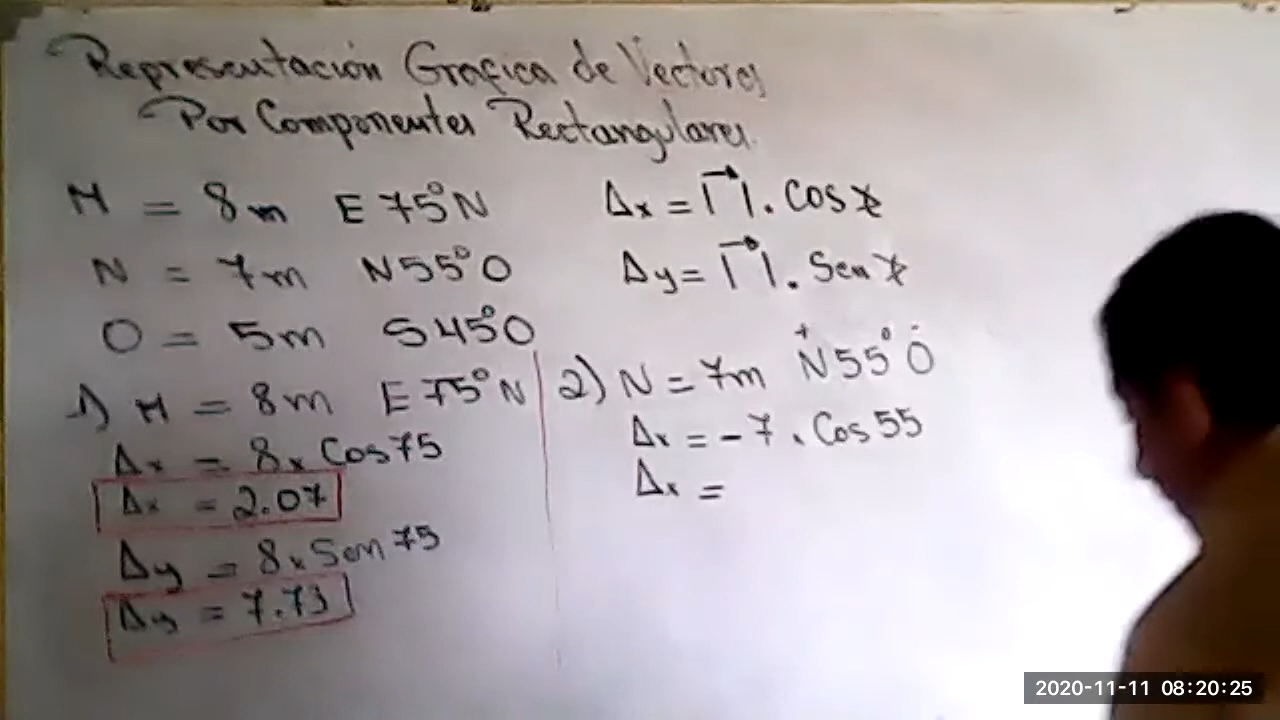 Representación Grafica de Vectores
Por Componentes Rectangulares.
M = 8m E 75° N
N = 7m N 55° O
O = 5m S 45° O
Δx = |→|. Cos x
Δy = |→|. Sen x
1) M = 8m E 75° N
Δx = 8 x Cos 75
Δx = 2.07
Δy = 8 x Sen 75
Δy = 7.73
2) N = 7m N 55° O
+ -
Δx = -7 x Cos 55
Δx =
2020-11-11 08:20:25